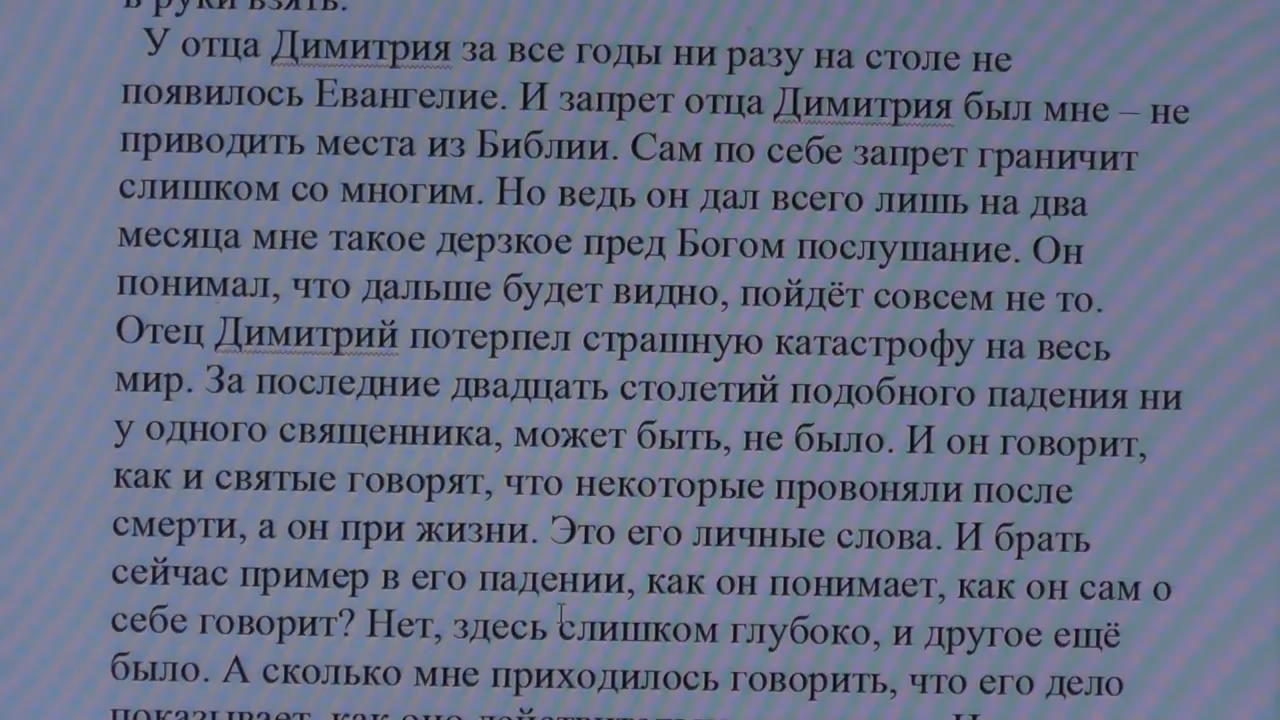 в руки взять.
У отца Димитрия за все годы ни разу на столе не
появилось Евангелие. И запрет отца Димитрия был мне – не
приводить места из Библии. Сам по себе запрет граничит
слишком со многим. Но ведь он дал всего лишь на два
месяца мне такое дерзкое пред Богом послушание. Он
понимал, что дальше будет видно, пойдёт совсем не то.
Отец Димитрий потерпел страшную катастрофу на весь
мир. За последние двадцать столетий подобного падения ни
у одного священника, может быть, не было. И он говорит,
как и святые говорят, что некоторые провоняли после
смерти, а он при жизни. Это его личные слова. И брать
сейчас пример в его падении, как он понимает, как он сам о
себе говорит? Нет, здесь слишком глубоко, и другое ещё
было. А сколько мне приходилось говорить, что его дело
показывает, как оно